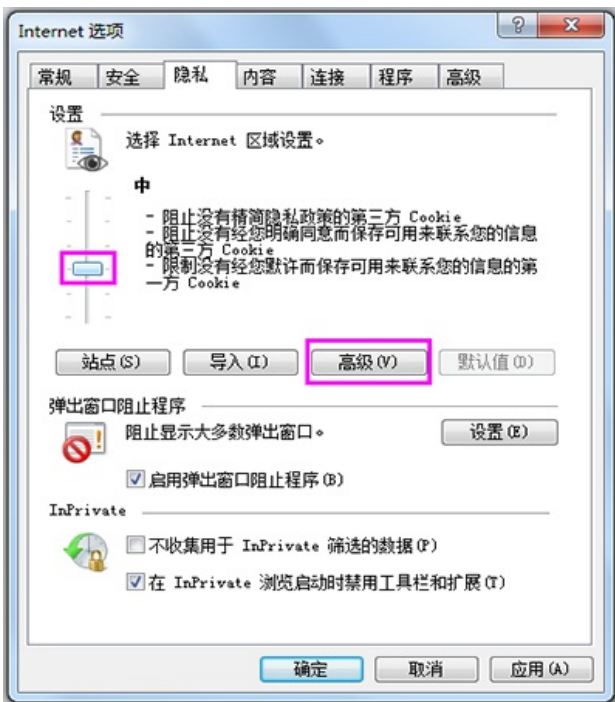 Internet 选项
常规 安全 隐私 内容 连接 程序 高级
设置
选择 Internet 区域设置。
中
- 阻止没有精简隐私政策的第三方 Cookie
- 阻止没有经您明确同意而保存可用来联系您的信息
的第三方 Cookie
- 限制没有经您默许而保存可用来联系您的信息的第
一方 Cookie
站点(S) 导入(I) 高级(V) 默认值(D)
弹出窗口阻止程序
阻止显示大多数弹出窗口。 设置(E)
启用弹出窗口阻止程序(B)
InPrivate
不收集用于 InPrivate 筛选的数据(P)
在 InPrivate 浏览启动时禁用工具栏和扩展(T)
确定 取消 应用(A)